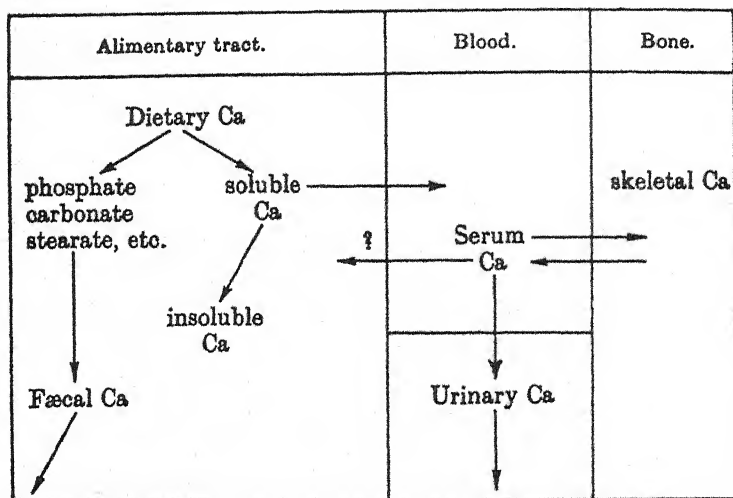 Alimentary tract.
Blood.
Bone.
Dietary Ca
phosphate
carbonate
stearate, etc.
soluble
Ca
skeletal Ca
?
Serum
Ca
insoluble
Ca
Fæcal Ca
Urinary Ca